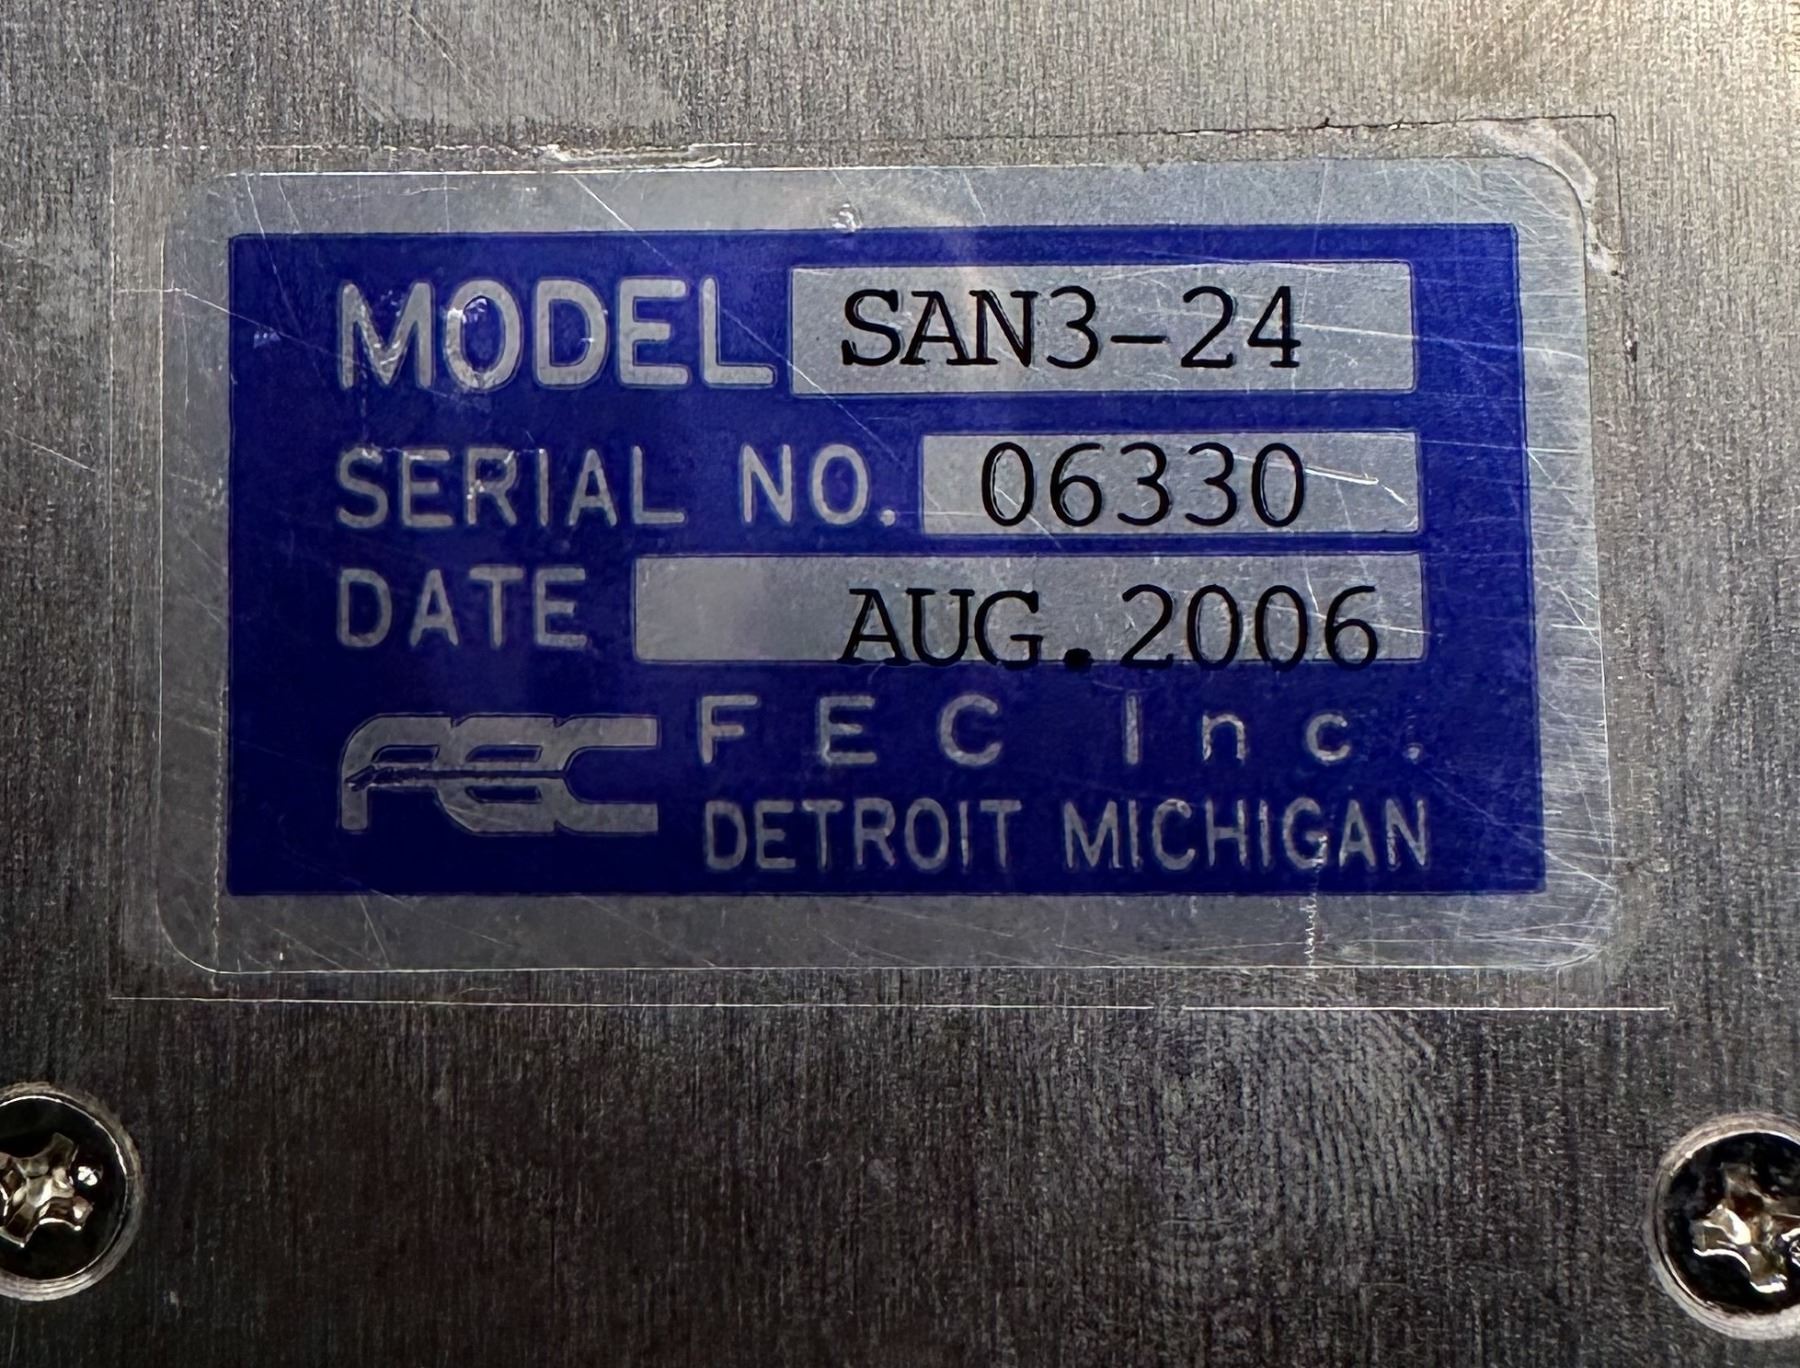 MODEL SAN3-24
SERIAL NO. 06330
DATE AUG.2006
FEC FEC Inc.
DETROIT MICHIGAN